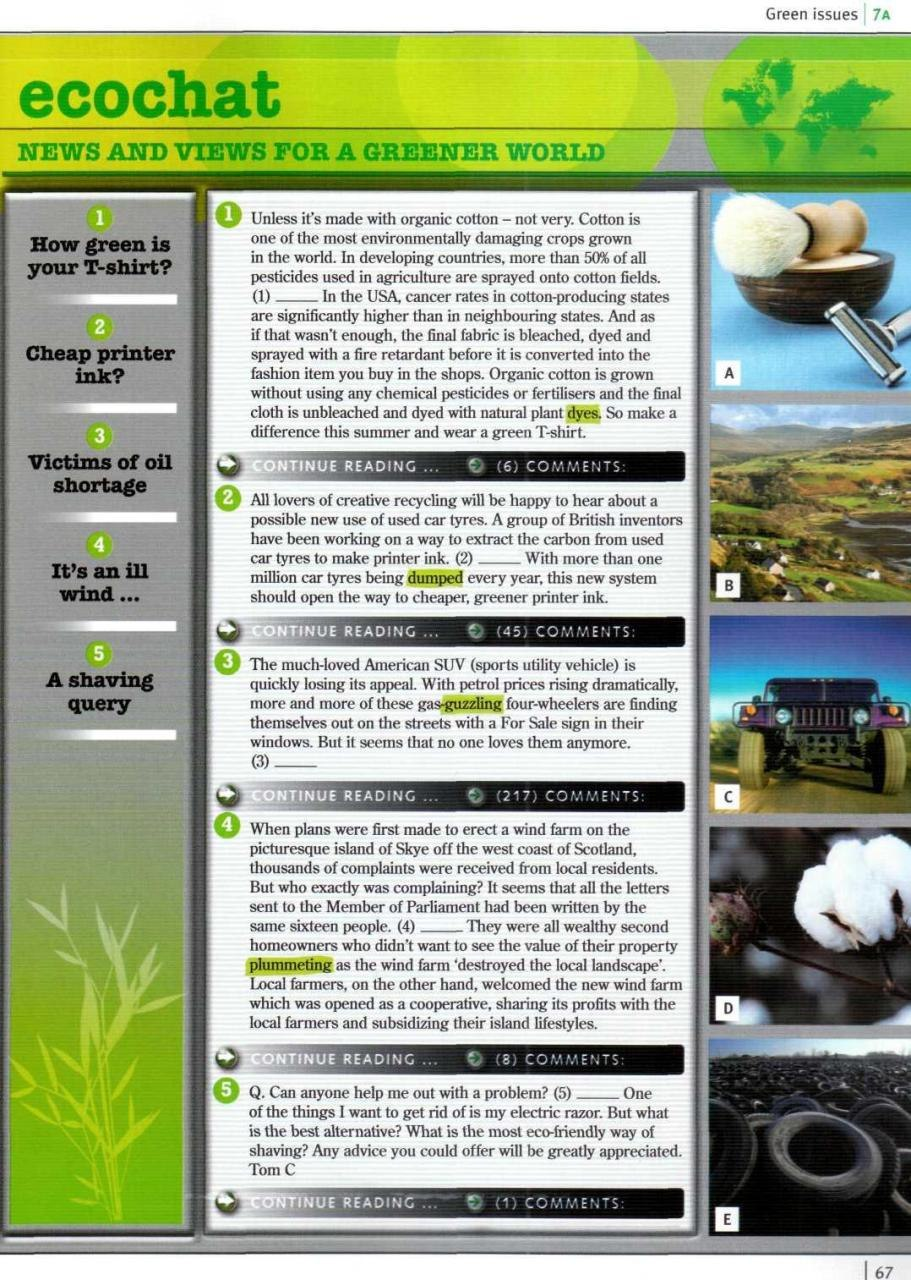 Green issues | 7A
ecochat
NEWS AND VIEWS FOR A GREENER WORLD
1
How green is
your T-shirt?
2
Cheap printer
ink?
3
Victims of oil
shortage
4
It's an ill
wind ...
5
A shaving
query
1 Unless it's made with organic cotton – not very. Cotton is
one of the most environmentally damaging crops grown
in the world. In developing countries, more than 50% of all
pesticides used in agriculture are sprayed onto cotton fields.
(1) _____ In the USA, cancer rates in cotton-producing states
are significantly higher than in neighbouring states. And as
if that wasn't enough, the final fabric is bleached, dyed and
sprayed with a fire retardant before it is converted into the
fashion item you buy in the shops. Organic cotton is grown
without using any chemical pesticides or fertilisers and the final
cloth is unbleached and dyed with natural plant dyes. So make a
difference this summer and wear a green T-shirt.
CONTINUE READING ... (6) COMMENTS:
2 All lovers of creative recycling will be happy to hear about a
possible new use of used car tyres. A group of British inventors
have been working on a way to extract the carbon from used
car tyres to make printer ink. (2) _____ With more than one
million car tyres being dumped every year, this new system
should open the way to cheaper, greener printer ink.
CONTINUE READING ... (45) COMMENTS:
3 The much-loved American SUV (sports utility vehicle) is
quickly losing its appeal. With petrol prices rising dramatically,
more and more of these gas-guzzling four-wheelers are finding
themselves out on the streets with a For Sale sign in their
windows. But it seems that no one loves them anymore.
(3) _____
CONTINUE READING ... (217) COMMENTS:
4 When plans were first made to erect a wind farm on the
picturesque island of Skye off the west coast of Scotland,
thousands of complaints were received from local residents.
But who exactly was complaining? It seems that all the letters
sent to the Member of Parliament had been written by the
same sixteen people. (4) _____ They were all wealthy second
homeowners who didn't want to see the value of their property
plummeting as the wind farm 'destroyed the local landscape'.
Local farmers, on the other hand, welcomed the new wind farm
which was opened as a cooperative, sharing its profits with the
local farmers and subsidizing their island lifestyles.
CONTINUE READING ... (8) COMMENTS:
5 Q. Can anyone help me out with a problem? (5) _____ One
of the things I want to get rid of is my electric razor. But what
is the best alternative? What is the most eco-friendly way of
shaving? Any advice you could offer will be greatly appreciated.
Tom C
CONTINUE READING ... (1) COMMENTS:
A
B
C
D
E
| 67